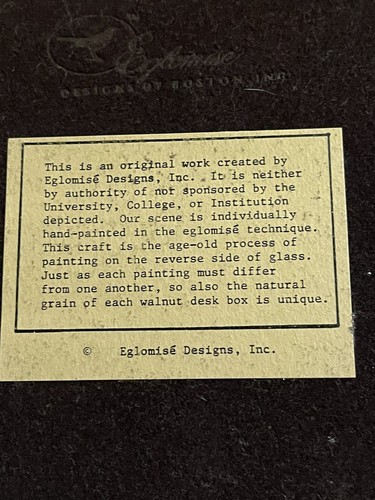 Eglomisé
DESIGNS OF BOSTON, INC.
This is an original work created by
Eglomisé Designs, Inc. It is neither
by authority of not sponsored by the
University, College, or Institution
depicted. Our scene is individually
hand-painted in the eglomisé technique.
This craft is the age-old process of
painting on the reverse side of glass.
Just as each painting must differ
from one another, so also the natural
grain of each walnut desk box is unique.
© Eglomisé Designs, Inc.